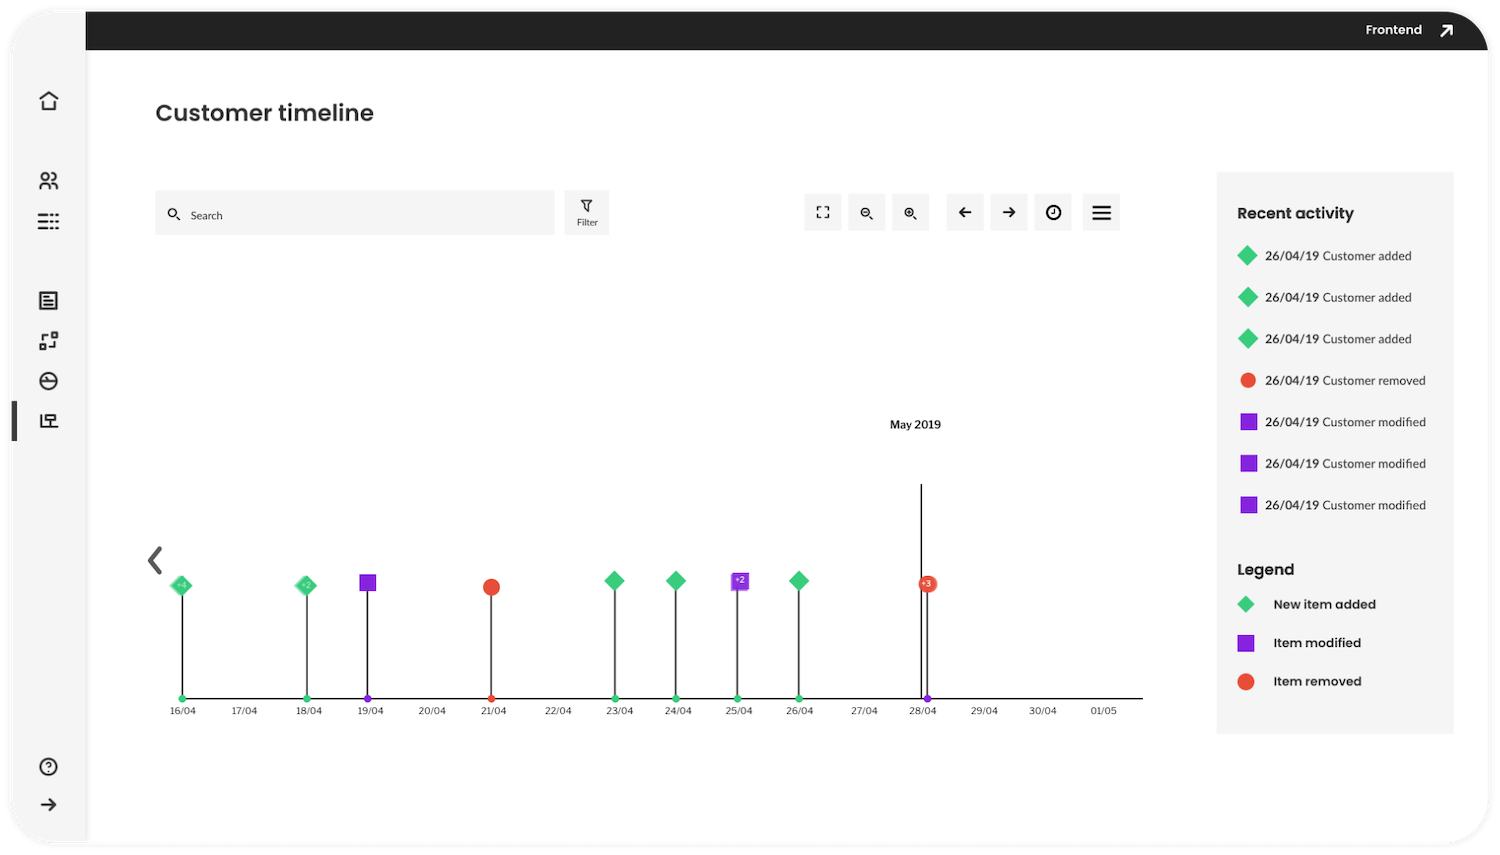 Frontend
Customer timeline
Search
Filter
Recent activity
26/04/19 Customer added
26/04/19 Customer added
26/04/19 Customer added
26/04/19 Customer removed
26/04/19 Customer modified
26/04/19 Customer modified
26/04/19 Customer modified
May 2019
+4
+2
+2
+3
16/04 17/04 18/04 19/04 20/04 21/04 22/04 23/04 24/04 25/04 26/04 27/04 28/04 29/04 30/04 01/05
Legend
New item added
Item modified
Item removed